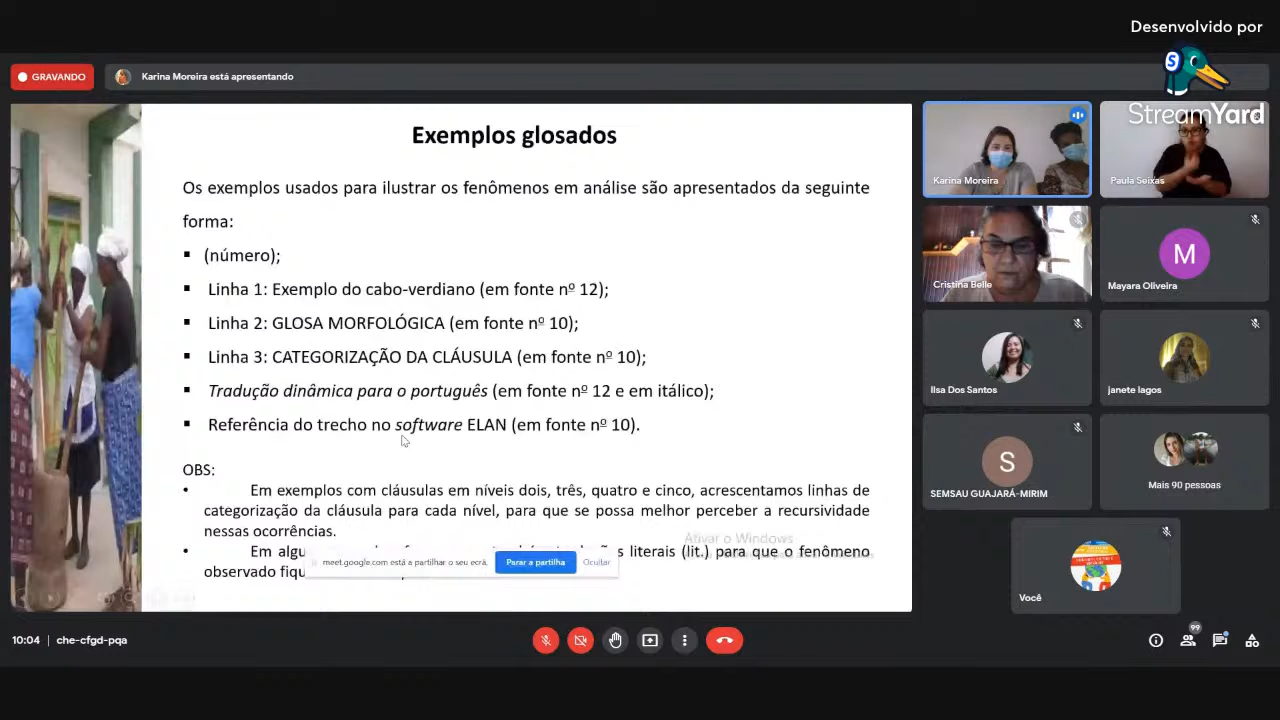 Desenvolvido por
StreamYard
GRAVANDO
Karina Moreira está apresentando
Exemplos glosados
Os exemplos usados para ilustrar os fenômenos em análise são apresentados da seguinte
forma:
▪ (número);
▪ Linha 1: Exemplo do cabo-verdiano (em fonte nº 12);
▪ Linha 2: GLOSA MORFOLÓGICA (em fonte nº 10);
▪ Linha 3: CATEGORIZAÇÃO DA CLÁUSULA (em fonte nº 10);
▪ Tradução dinâmica para o português (em fonte nº 12 e em itálico);
▪ Referência do trecho no software ELAN (em fonte nº 10).
OBS:
• Em exemplos com cláusulas em níveis dois, três, quatro e cinco, acrescentamos linhas de
categorização da cláusula para cada nível, para que se possa melhor perceber a recursividade
nessas ocorrências.
• Em literais (lit.) para que o fenômeno
observado
Ativar o Windows
meet.google.com está a partilhar o seu ecrã.
Parar a partilha
Ocultar
Karina Moreira
Paula Seixas
Cristina Belle
M
Mayara Oliveira
Ilsa Dos Santos
janete lagos
S
SEMSAU GUAJARÁ-MIRIM
Mais 90 pessoas
Você
10:04 | che-cfgd-pqa
99